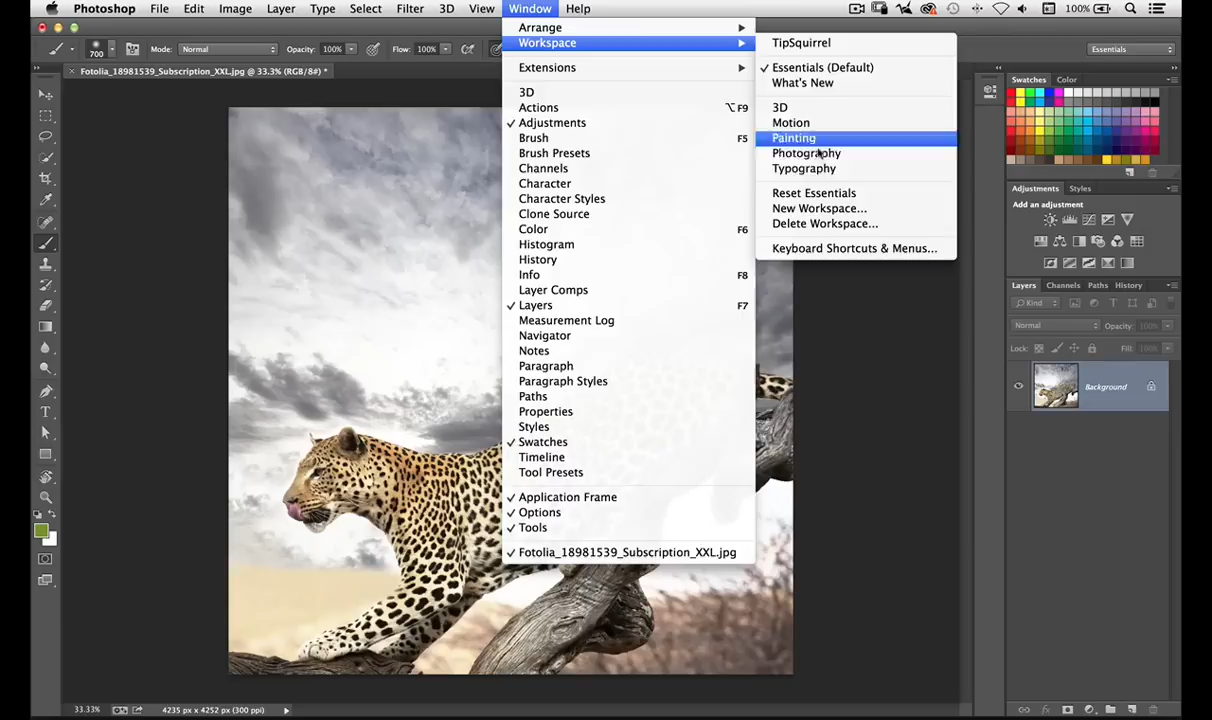 Photoshop File Edit Image Layer Type Select Filter 3D View Window Help 100%
700 Mode: Normal Opacity: 100% Flow: 100% Essentials
× Fotolia_18981539_Subscription_XXL.jpg @ 33.3% (RGB/8#) *
Arrange
Workspace
Extensions
3D
Actions ⌥F9
Adjustments
Brush F5
Brush Presets
Channels
Character
Character Styles
Clone Source
Color F6
Histogram
History
Info F8
Layer Comps
Layers F7
Measurement Log
Navigator
Notes
Paragraph
Paragraph Styles
Paths
Properties
Styles
Swatches
Timeline
Tool Presets
Application Frame
Options
Tools
Fotolia_18981539_Subscription_XXL.jpg
TipSquirrel
Essentials (Default)
What's New
3D
Motion
Painting
Photography
Typography
Reset Essentials
New Workspace...
Delete Workspace...
Keyboard Shortcuts & Menus...
Swatches Color
Adjustments Styles
Add an adjustment
Layers Channels Paths History
Kind
Normal Opacity: 100%
Lock: Fill: 100%
Background
33.33% 4235 px x 4252 px (300 ppi)